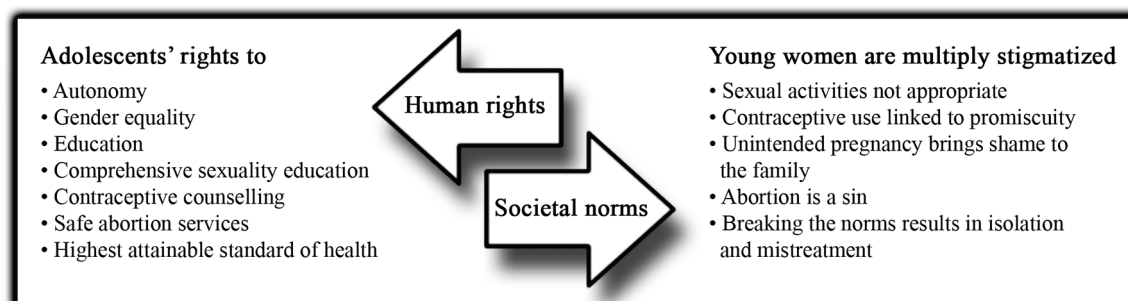 Adolescents’ rights to
• Autonomy
• Gender equality
• Education
• Comprehensive sexuality education
• Contraceptive counselling
• Safe abortion services
• Highest attainable standard of health
Human rights
Societal norms
Young women are multiply stigmatized
• Sexual activities not appropriate
• Contraceptive use linked to promiscuity
• Unintended pregnancy brings shame to
the family
• Abortion is a sin
• Breaking the norms results in isolation
and mistreatment